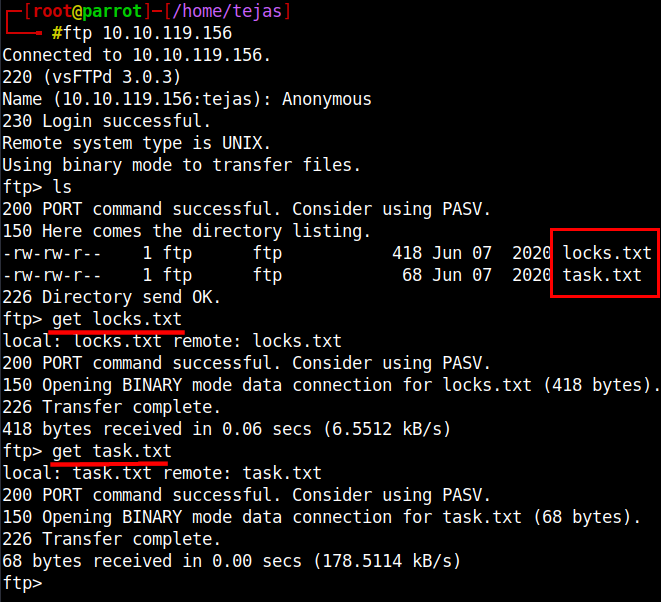 ┌─[root@parrot]─[/home/tejas]
└──╼ #ftp 10.10.119.156
Connected to 10.10.119.156.
220 (vsFTPd 3.0.3)
Name (10.10.119.156:tejas): Anonymous
230 Login successful.
Remote system type is UNIX.
Using binary mode to transfer files.
ftp> ls
200 PORT command successful. Consider using PASV.
150 Here comes the directory listing.
-rw-rw-r--    1 ftp      ftp           418 Jun 07  2020 locks.txt
-rw-rw-r--    1 ftp      ftp            68 Jun 07  2020 task.txt
226 Directory send OK.
ftp> get locks.txt
local: locks.txt remote: locks.txt
200 PORT command successful. Consider using PASV.
150 Opening BINARY mode data connection for locks.txt (418 bytes).
226 Transfer complete.
418 bytes received in 0.06 secs (6.5512 kB/s)
ftp> get task.txt
local: task.txt remote: task.txt
200 PORT command successful. Consider using PASV.
150 Opening BINARY mode data connection for task.txt (68 bytes).
226 Transfer complete.
68 bytes received in 0.00 secs (178.5114 kB/s)
ftp>